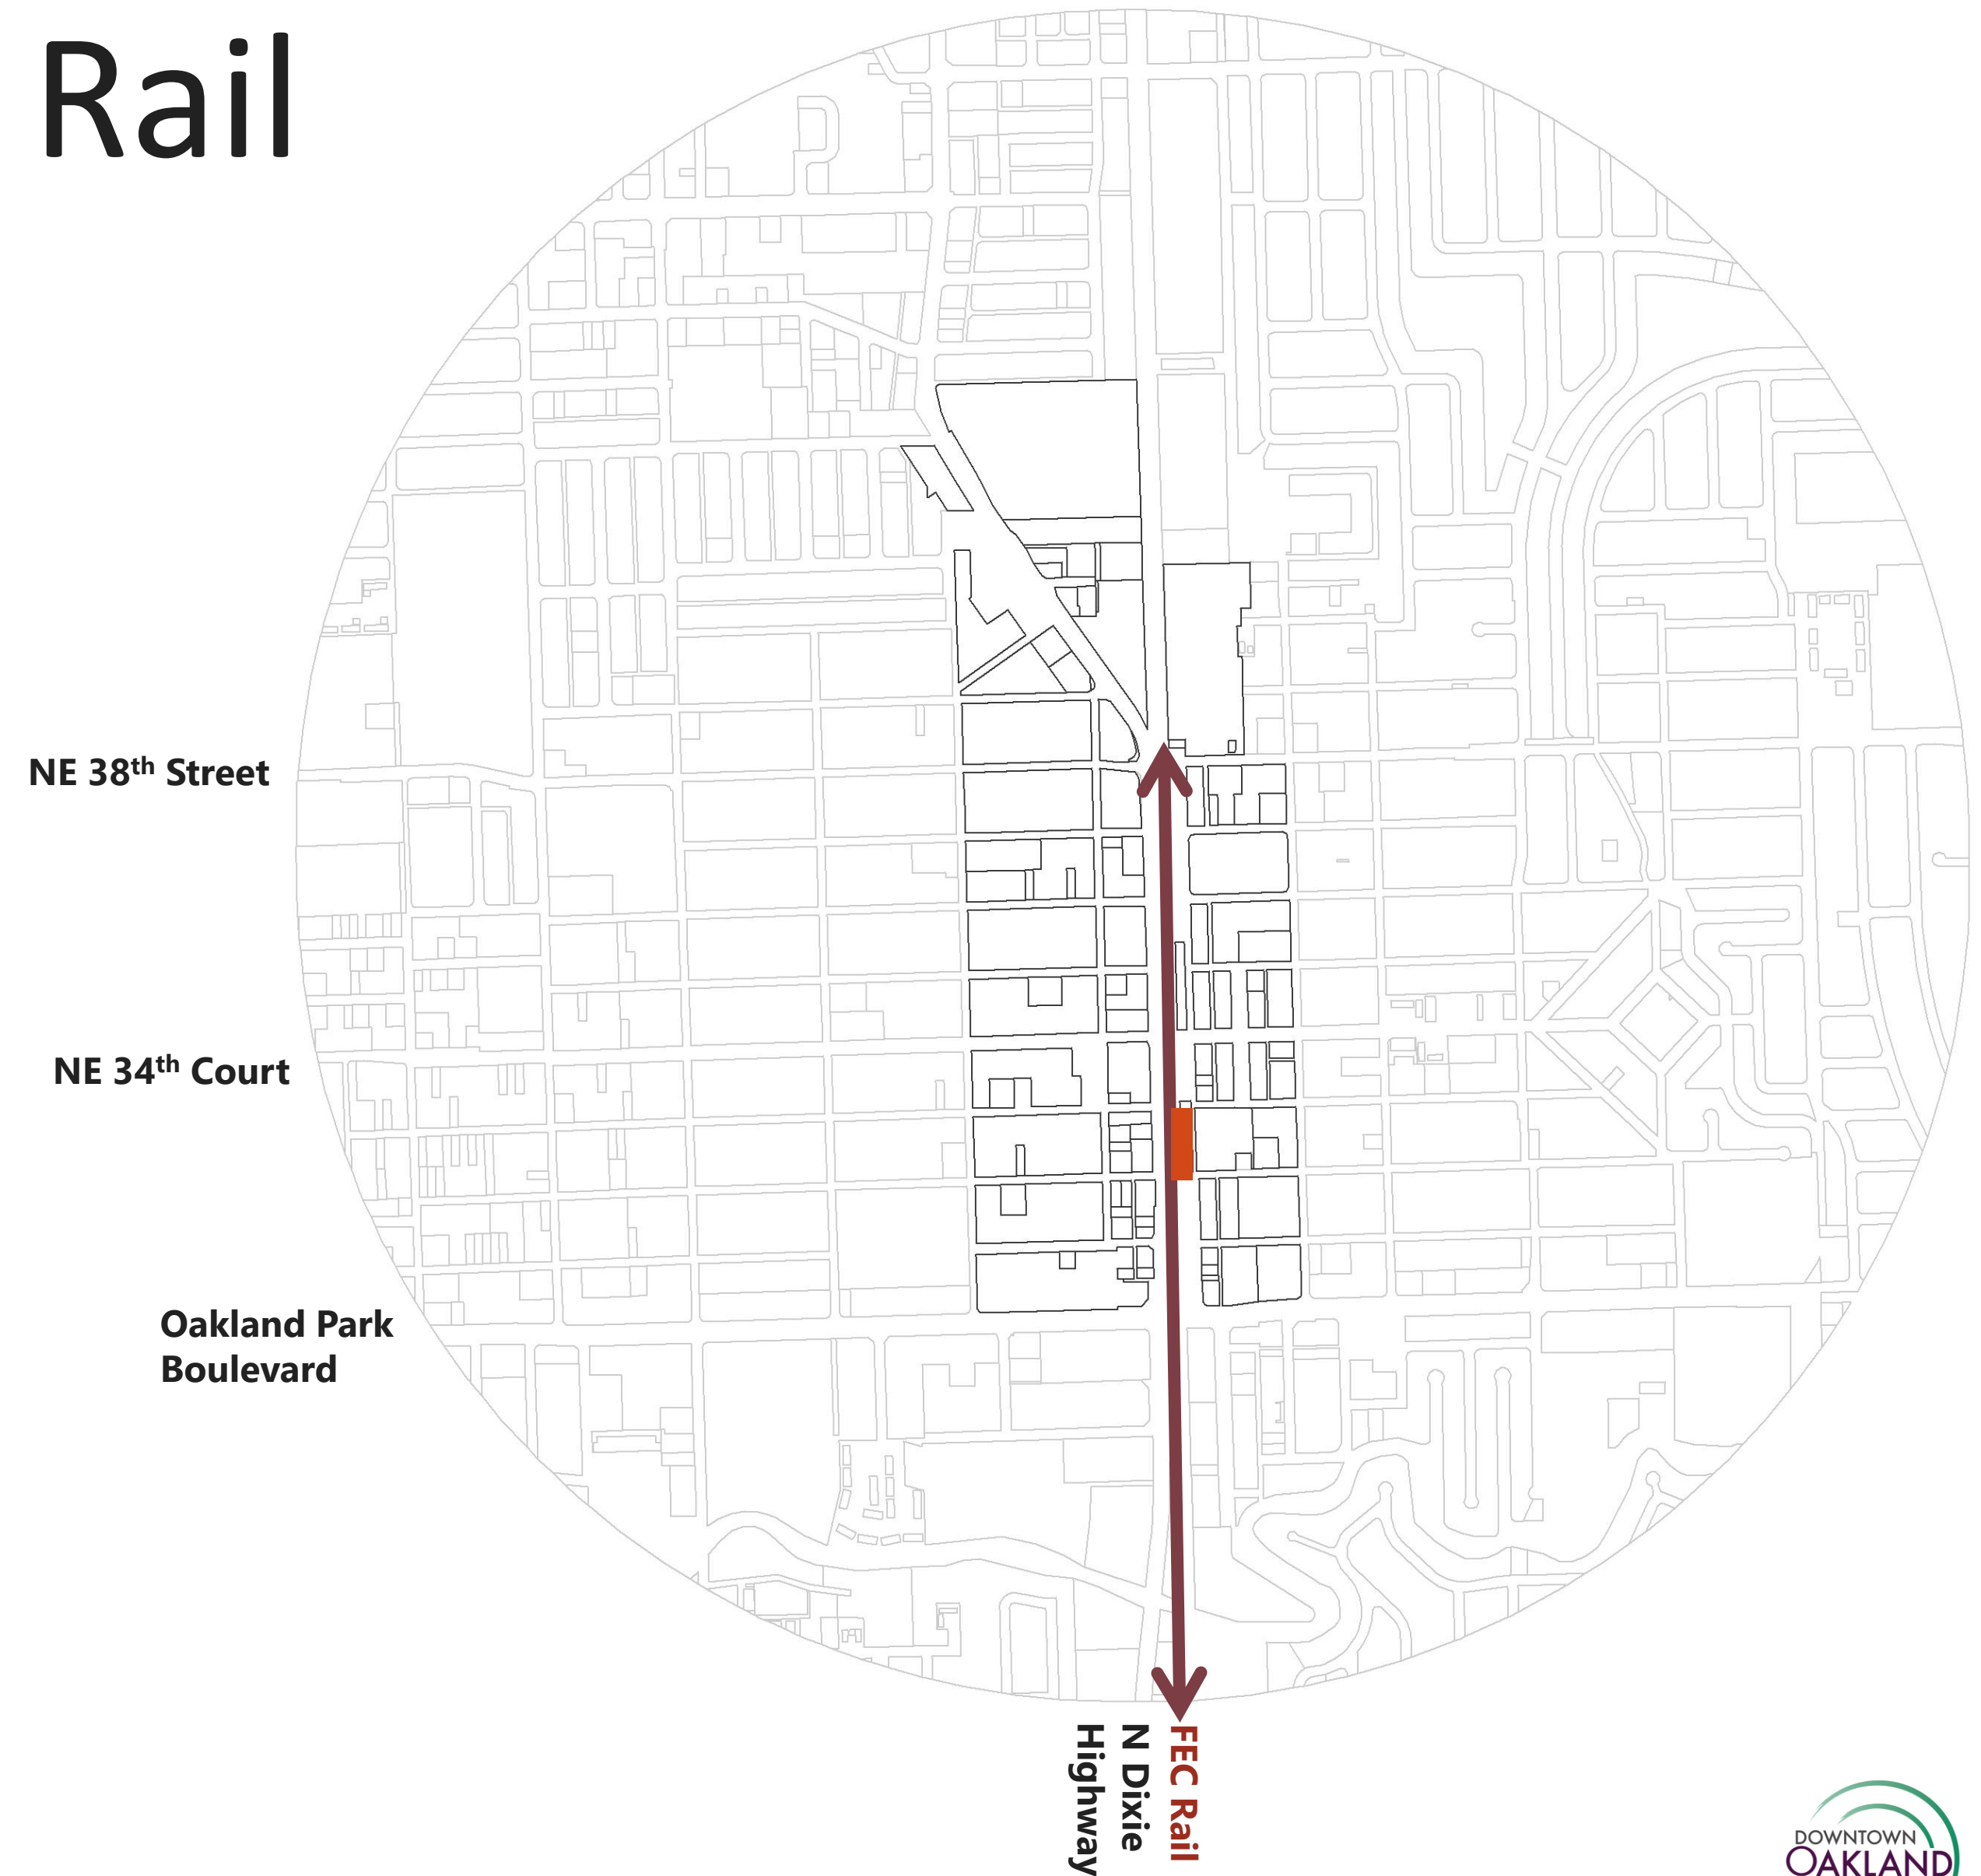 Rail
NE 38th Street
NE 34th Court
Oakland Park
Boulevard
FEC Rail
N Dixie
Highway
DOWNTOWN
OAKLAND